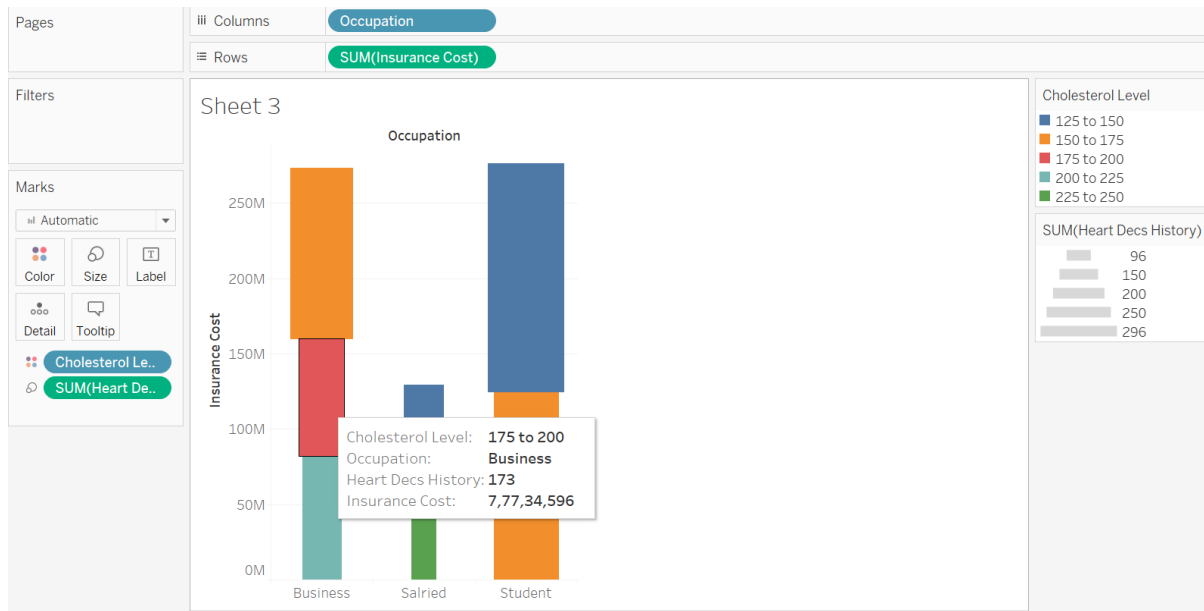 Pages
Columns
Occupation
Rows
SUM(Insurance Cost)
Filters
Marks
Automatic
Color
Size
Label
Detail
Tooltip
Cholesterol Le..
SUM(Heart De..
Sheet 3
Occupation
Insurance Cost
250M
200M
150M
100M
50M
0M
Business
Salried
Student
Cholesterol Level: 175 to 200
Occupation: Business
Heart Decs History: 173
Insurance Cost: 7,77,34,596
Cholesterol Level
125 to 150
150 to 175
175 to 200
200 to 225
225 to 250
SUM(Heart Decs History)
96
150
200
250
296